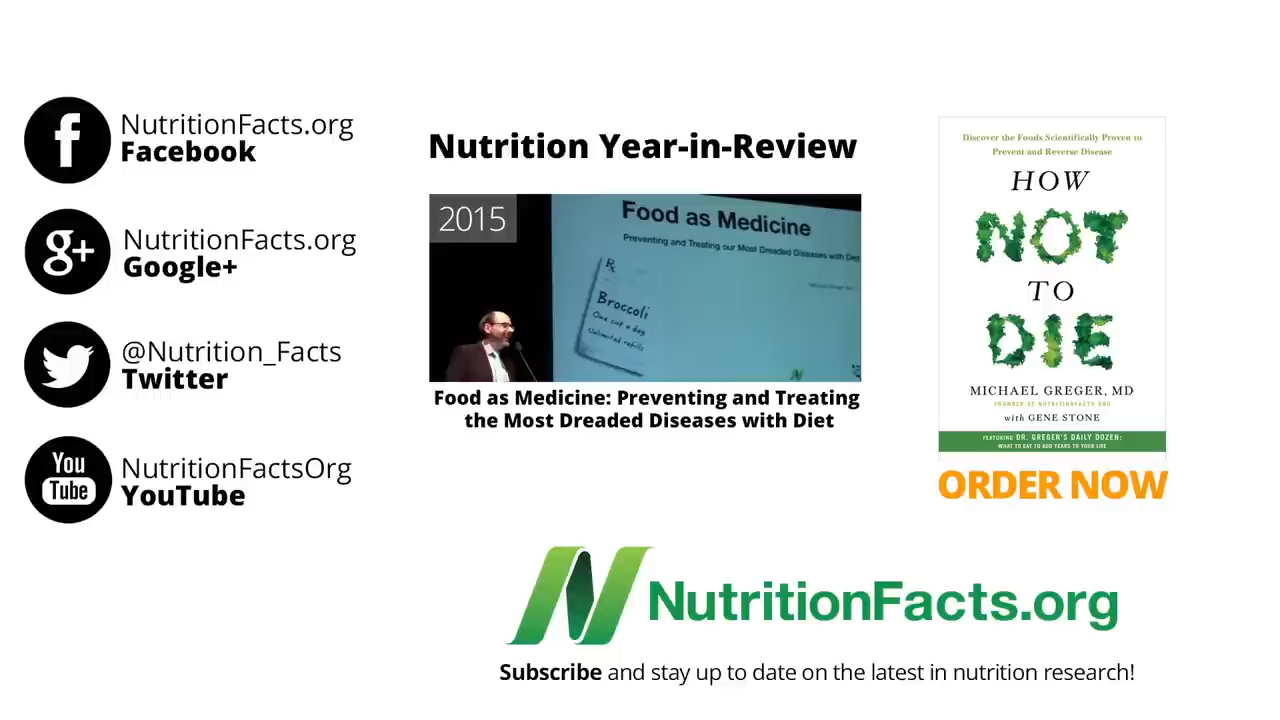 NutritionFacts.org
Facebook
NutritionFacts.org
Google+
@Nutrition_Facts
Twitter
You
Tube
NutritionFactsOrg
YouTube
Nutrition Year-in-Review
2015
Food as Medicine
Preventing and Treating our Most Dreaded Diseases with Diet
Broccoli
One cup a day
Unlimited refills
Food as Medicine: Preventing and Treating
the Most Dreaded Diseases with Diet
Discover the Foods Scientifically Proven to
Prevent and Reverse Disease
HOW
NOT
TO
DIE
MICHAEL GREGER, MD
FOUNDER OF NUTRITIONFACTS.ORG
with GENE STONE
FEATURING DR. GREGER'S DAILY DOZEN:
WHAT TO EAT TO ADD YEARS TO YOUR LIFE
ORDER NOW
NutritionFacts.org
Subscribe and stay up to date on the latest in nutrition research!